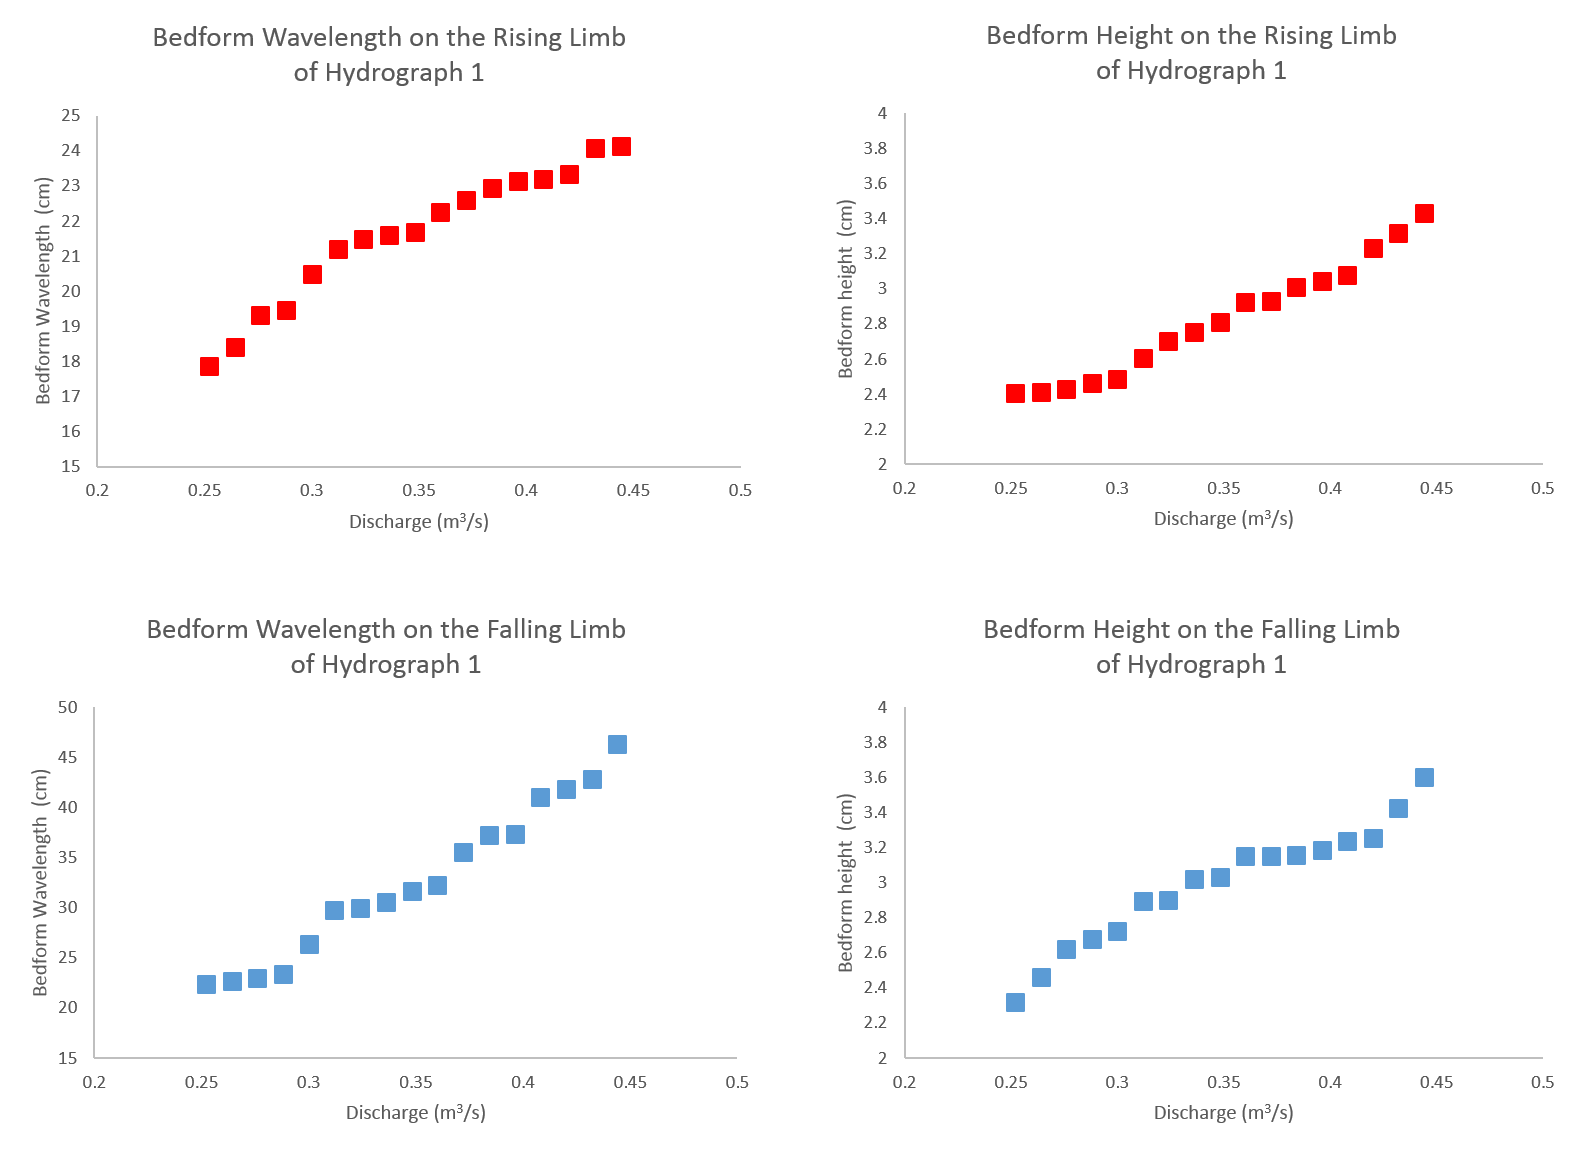 Bedform Wavelength on the Rising Limb
of Hydrograph 1
25
24
23
22
21
20
19
18
17
16
15
Bedform Wavelength (cm)
0.2 0.25 0.3 0.35 0.4 0.45 0.5
Discharge (m³/s)
Bedform Height on the Rising Limb
of Hydrograph 1
4
3.8
3.6
3.4
3.2
3
2.8
2.6
2.4
2.2
2
Bedform height (cm)
0.2 0.25 0.3 0.35 0.4 0.45 0.5
Discharge (m³/s)
Bedform Wavelength on the Falling Limb
of Hydrograph 1
50
45
40
35
30
25
20
15
Bedform Wavelength (cm)
0.2 0.25 0.3 0.35 0.4 0.45 0.5
Discharge (m³/s)
Bedform Height on the Falling Limb
of Hydrograph 1
4
3.8
3.6
3.4
3.2
3
2.8
2.6
2.4
2.2
2
Bedform height (cm)
0.2 0.25 0.3 0.35 0.4 0.45 0.5
Discharge (m³/s)